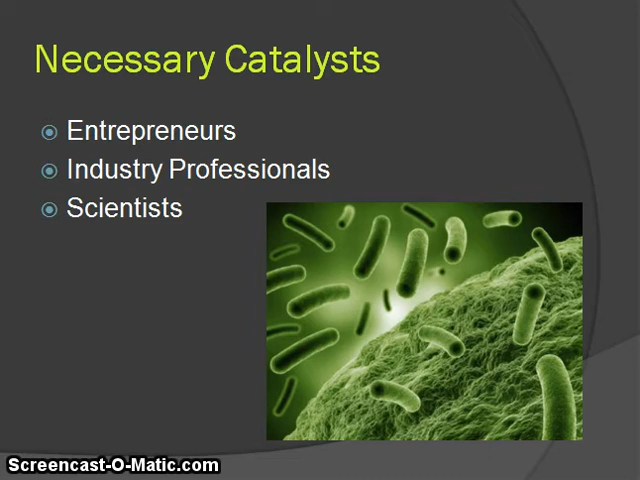 Necessary Catalysts
Entrepreneurs
Industry Professionals
Scientists
Screencast-O-Matic.com